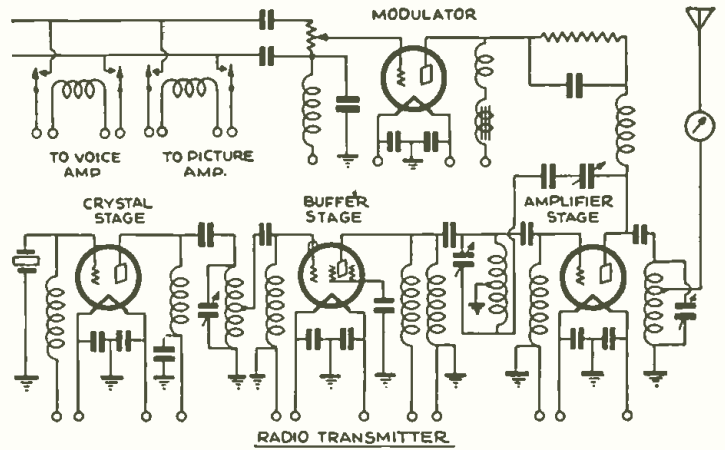 MODULATOR
TO VOICE
AMP
TO PICTURE
AMP.
CRYSTAL
STAGE
BUFFER
STAGE
AMPLIFIER
STAGE
RADIO TRANSMITTER